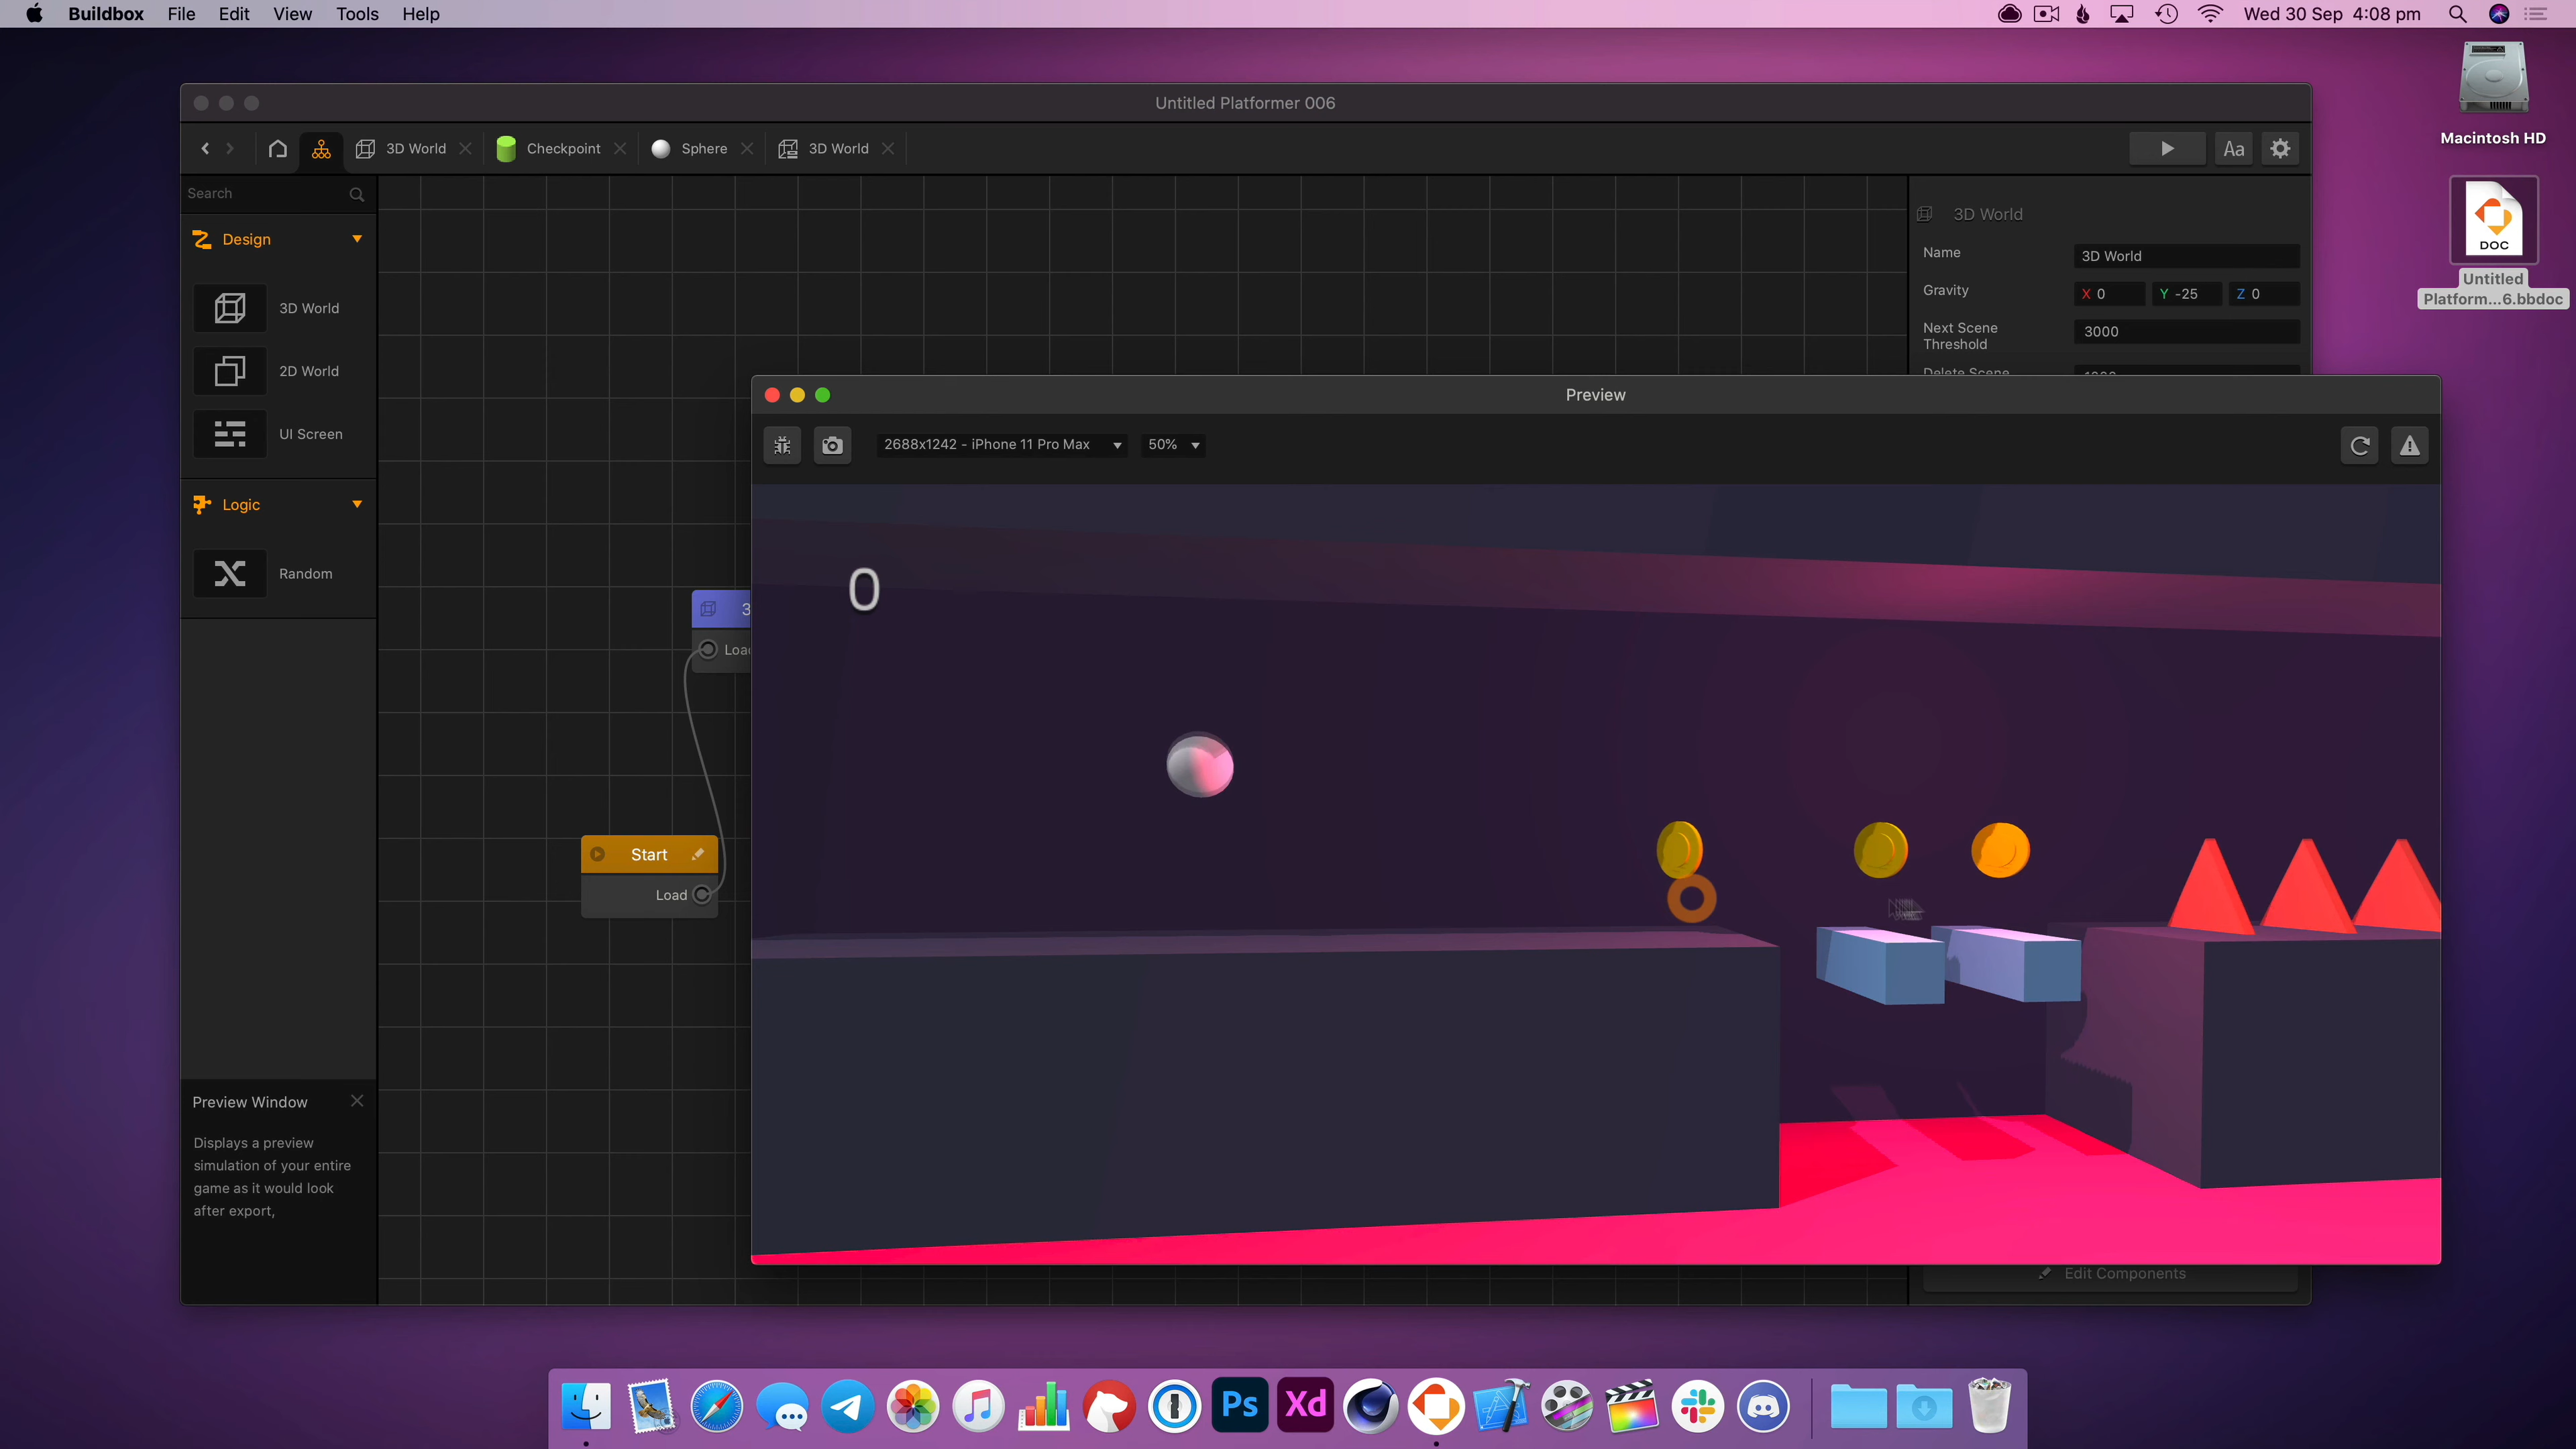 Buildbox File Edit View Tools Help
Wed 30 Sep 4:08 pm
Macintosh HD
DOC
Untitled
Platform...6.bbdoc
Untitled Platformer 006
3D World
Checkpoint
Sphere
3D World
Aa
Search
Design
3D World
2D World
UI Screen
Logic
Random
Preview Window
Displays a preview
simulation of your entire
game as it would look
after export,
Start
Load
3D World
Name
3D World
Gravity
X 0
Y -25
Z 0
Next Scene
Threshold
3000
Delete Scene
Preview
2688x1242 - iPhone 11 Pro Max
50%
0
Edit Components
Ps
Xd